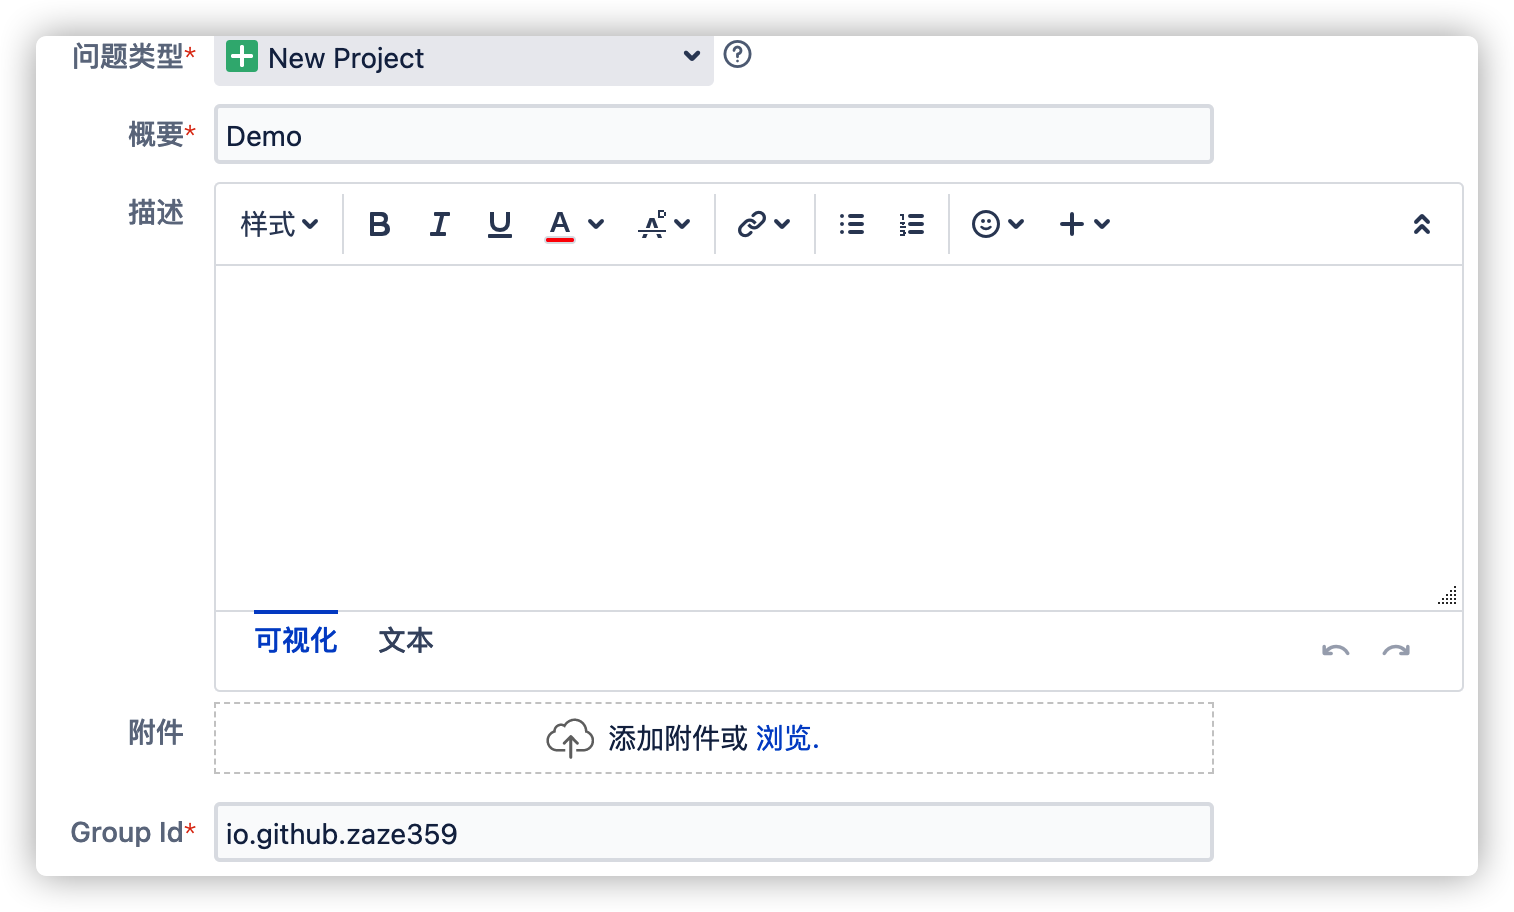 问题类型* New Project
概要* Demo
描述 样式
可视化 文本
附件 添加附件或 浏览.
Group Id* io.github.zaze359